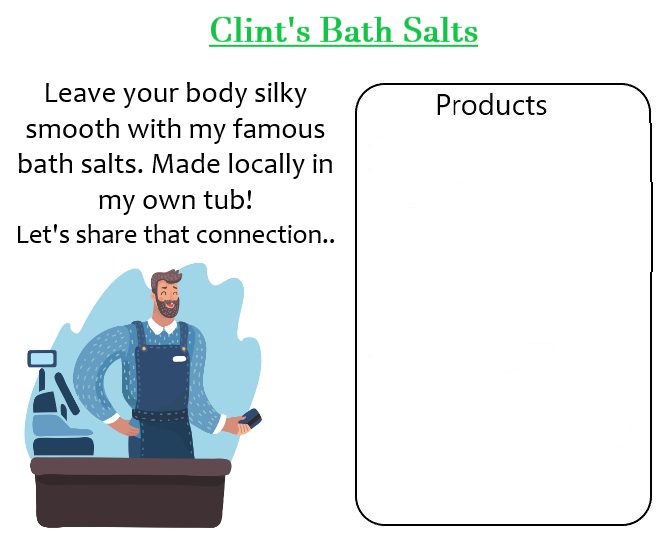 Clint's Bath Salts
Leave your body silky
smooth with my famous
bath salts. Made locally in
my own tub!
Let's share that connection..
Products